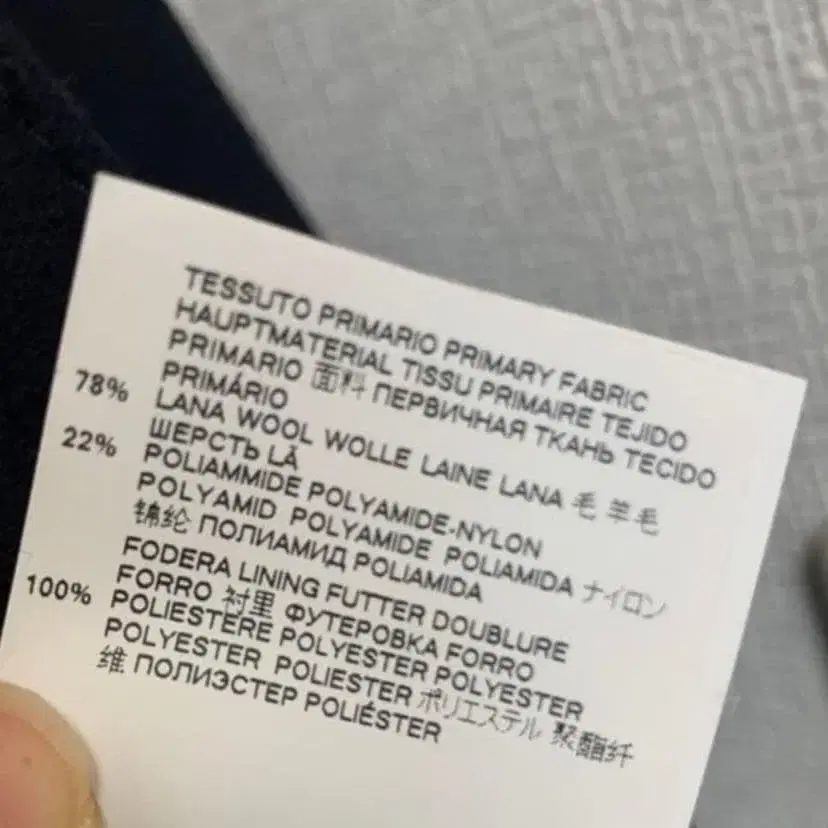 TESSUTO PRIMARIO PRIMARY FABRIC
HAUPTMATERIAL TISSU PRIMAIRE TEJIDO
PRIMARIO 面料 ПЕРВИЧНАЯ ТКАНЬ TECIDO
PRIMÁRIO
78% LANA WOOL WOLLE LAINE LANA 毛 羊毛
ШЕРСТЬ LÃ
22% POLIAMMIDE POLYAMIDE-NYLON
POLYAMID POLYAMIDE POLIAMIDA ナイロン
锦纶 ПОЛИАМИД POLIAMIDA
FODERA LINING FUTTER DOUBLURE
FORRO 衬里 ФУТЕРОВКА FORRO
100% POLIESTERE POLYESTER POLYESTER
POLYESTER POLIESTER ポリエステル 聚酯纤
维 ПОЛИЭСТЕР POLIÉSTER